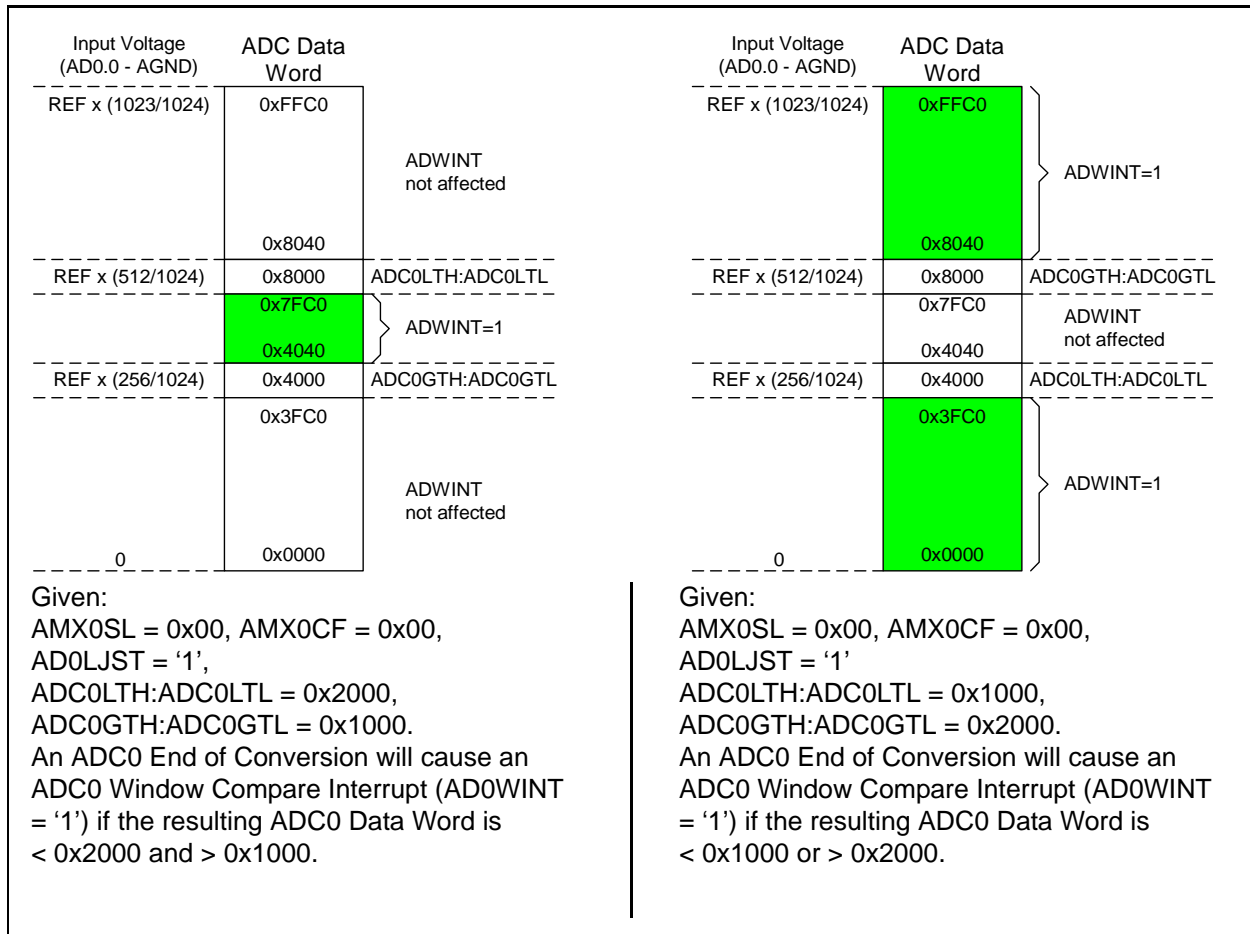 Input Voltage
(AD0.0 - AGND)
ADC Data
Word
REF x (1023/1024)
0xFFC0
ADWINT
not affected
0x8040
REF x (512/1024)
0x8000
ADC0LTH:ADC0LTL
0x7FC0
ADWINT=1
0x4040
REF x (256/1024)
0x4000
ADC0GTH:ADC0GTL
0x3FC0
ADWINT
not affected
0
0x0000
Given:
AMX0SL = 0x00, AMX0CF = 0x00,
AD0LJST = ‘1’,
ADC0LTH:ADC0LTL = 0x2000,
ADC0GTH:ADC0GTL = 0x1000.
An ADC0 End of Conversion will cause an
ADC0 Window Compare Interrupt (AD0WINT
= ‘1’) if the resulting ADC0 Data Word is
< 0x2000 and > 0x1000.
Input Voltage
(AD0.0 - AGND)
ADC Data
Word
REF x (1023/1024)
0xFFC0
ADWINT=1
0x8040
REF x (512/1024)
0x8000
ADC0GTH:ADC0GTL
0x7FC0
ADWINT
not affected
0x4040
REF x (256/1024)
0x4000
ADC0LTH:ADC0LTL
0x3FC0
ADWINT=1
0
0x0000
Given:
AMX0SL = 0x00, AMX0CF = 0x00,
AD0LJST = ‘1’
ADC0LTH:ADC0LTL = 0x1000,
ADC0GTH:ADC0GTL = 0x2000.
An ADC0 End of Conversion will cause an
ADC0 Window Compare Interrupt (AD0WINT
= ‘1’) if the resulting ADC0 Data Word is
< 0x1000 or > 0x2000.